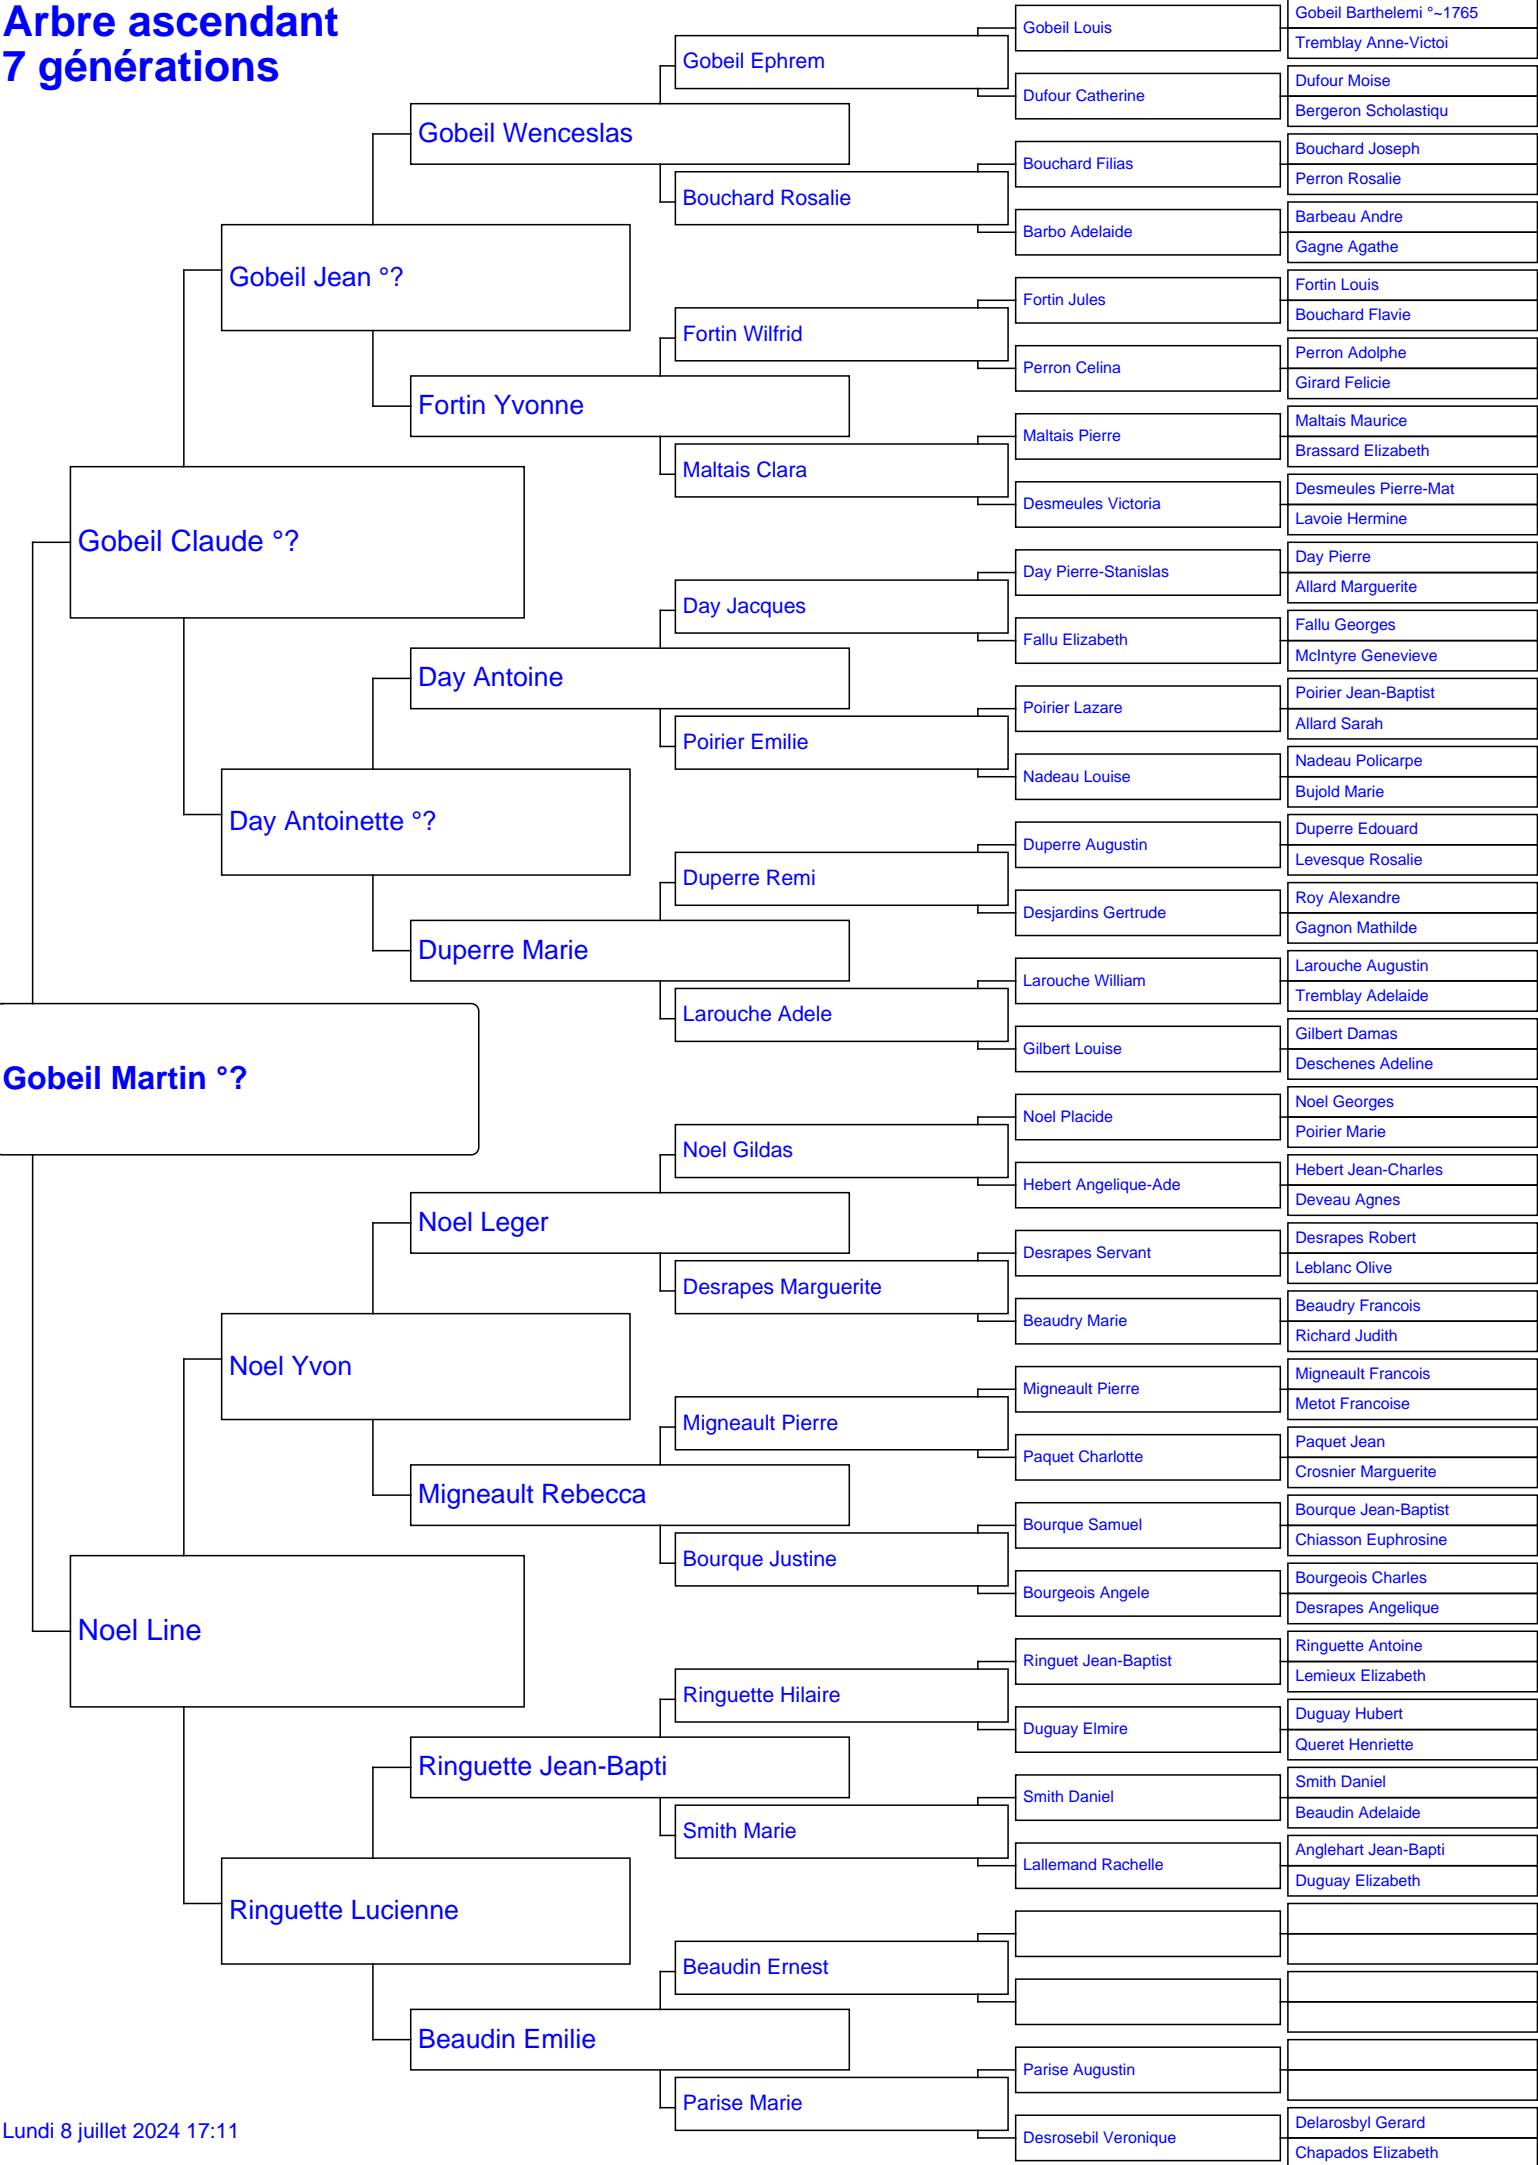 Arbre ascendant
7 générations
Gobeil Martin °?
Gobeil Claude °?
Noel Line
Gobeil Jean °?
Day Antoinette °?
Noel Yvon
Ringuette Lucienne
Gobeil Wenceslas
Fortin Yvonne
Day Antoine
Duperre Marie
Noel Leger
Migneault Rebecca
Ringuette Jean-Bapti
Beaudin Emilie
Gobeil Ephrem
Bouchard Rosalie
Fortin Wilfrid
Maltais Clara
Day Jacques
Poirier Emilie
Duperre Remi
Larouche Adele
Noel Gildas
Desrapes Marguerite
Migneault Pierre
Bourque Justine
Ringuette Hilaire
Smith Marie
Beaudin Ernest
Parise Marie
Gobeil Louis
Dufour Catherine
Bouchard Filias
Barbo Adelaide
Fortin Jules
Perron Celina
Maltais Pierre
Desmeules Victoria
Day Pierre-Stanislas
Fallu Elizabeth
Poirier Lazare
Nadeau Louise
Duperre Augustin
Desjardins Gertrude
Larouche William
Gilbert Louise
Noel Placide
Hebert Angelique-Ade
Desrapes Servant
Beaudry Marie
Migneault Pierre
Paquet Charlotte
Bourque Samuel
Bourgeois Angele
Ringuet Jean-Baptist
Duguay Elmire
Smith Daniel
Lallemand Rachelle
Parise Augustin
Desrosebil Veronique
Gobeil Barthelemi °~1765
Tremblay Anne-Victoi
Dufour Moise
Bergeron Scholastiqu
Bouchard Joseph
Perron Rosalie
Barbeau Andre
Gagne Agathe
Fortin Louis
Bouchard Flavie
Perron Adolphe
Girard Felicie
Maltais Maurice
Brassard Elizabeth
Desmeules Pierre-Mat
Lavoie Hermine
Day Pierre
Allard Marguerite
Fallu Georges
McIntyre Genevieve
Poirier Jean-Baptist
Allard Sarah
Nadeau Policarpe
Bujold Marie
Duperre Edouard
Levesque Rosalie
Roy Alexandre
Gagnon Mathilde
Larouche Augustin
Tremblay Adelaide
Gilbert Damas
Deschenes Adeline
Noel Georges
Poirier Marie
Hebert Jean-Charles
Deveau Agnes
Desrapes Robert
Leblanc Olive
Beaudry Francois
Richard Judith
Migneault Francois
Metot Francoise
Paquet Jean
Crosnier Marguerite
Bourque Jean-Baptist
Chiasson Euphrosine
Bourgeois Charles
Desrapes Angelique
Ringuette Antoine
Lemieux Elizabeth
Duguay Hubert
Queret Henriette
Smith Daniel
Beaudin Adelaide
Anglehart Jean-Bapti
Duguay Elizabeth
Delarosbyl Gerard
Chapados Elizabeth
Lundi 8 juillet 2024 17:11